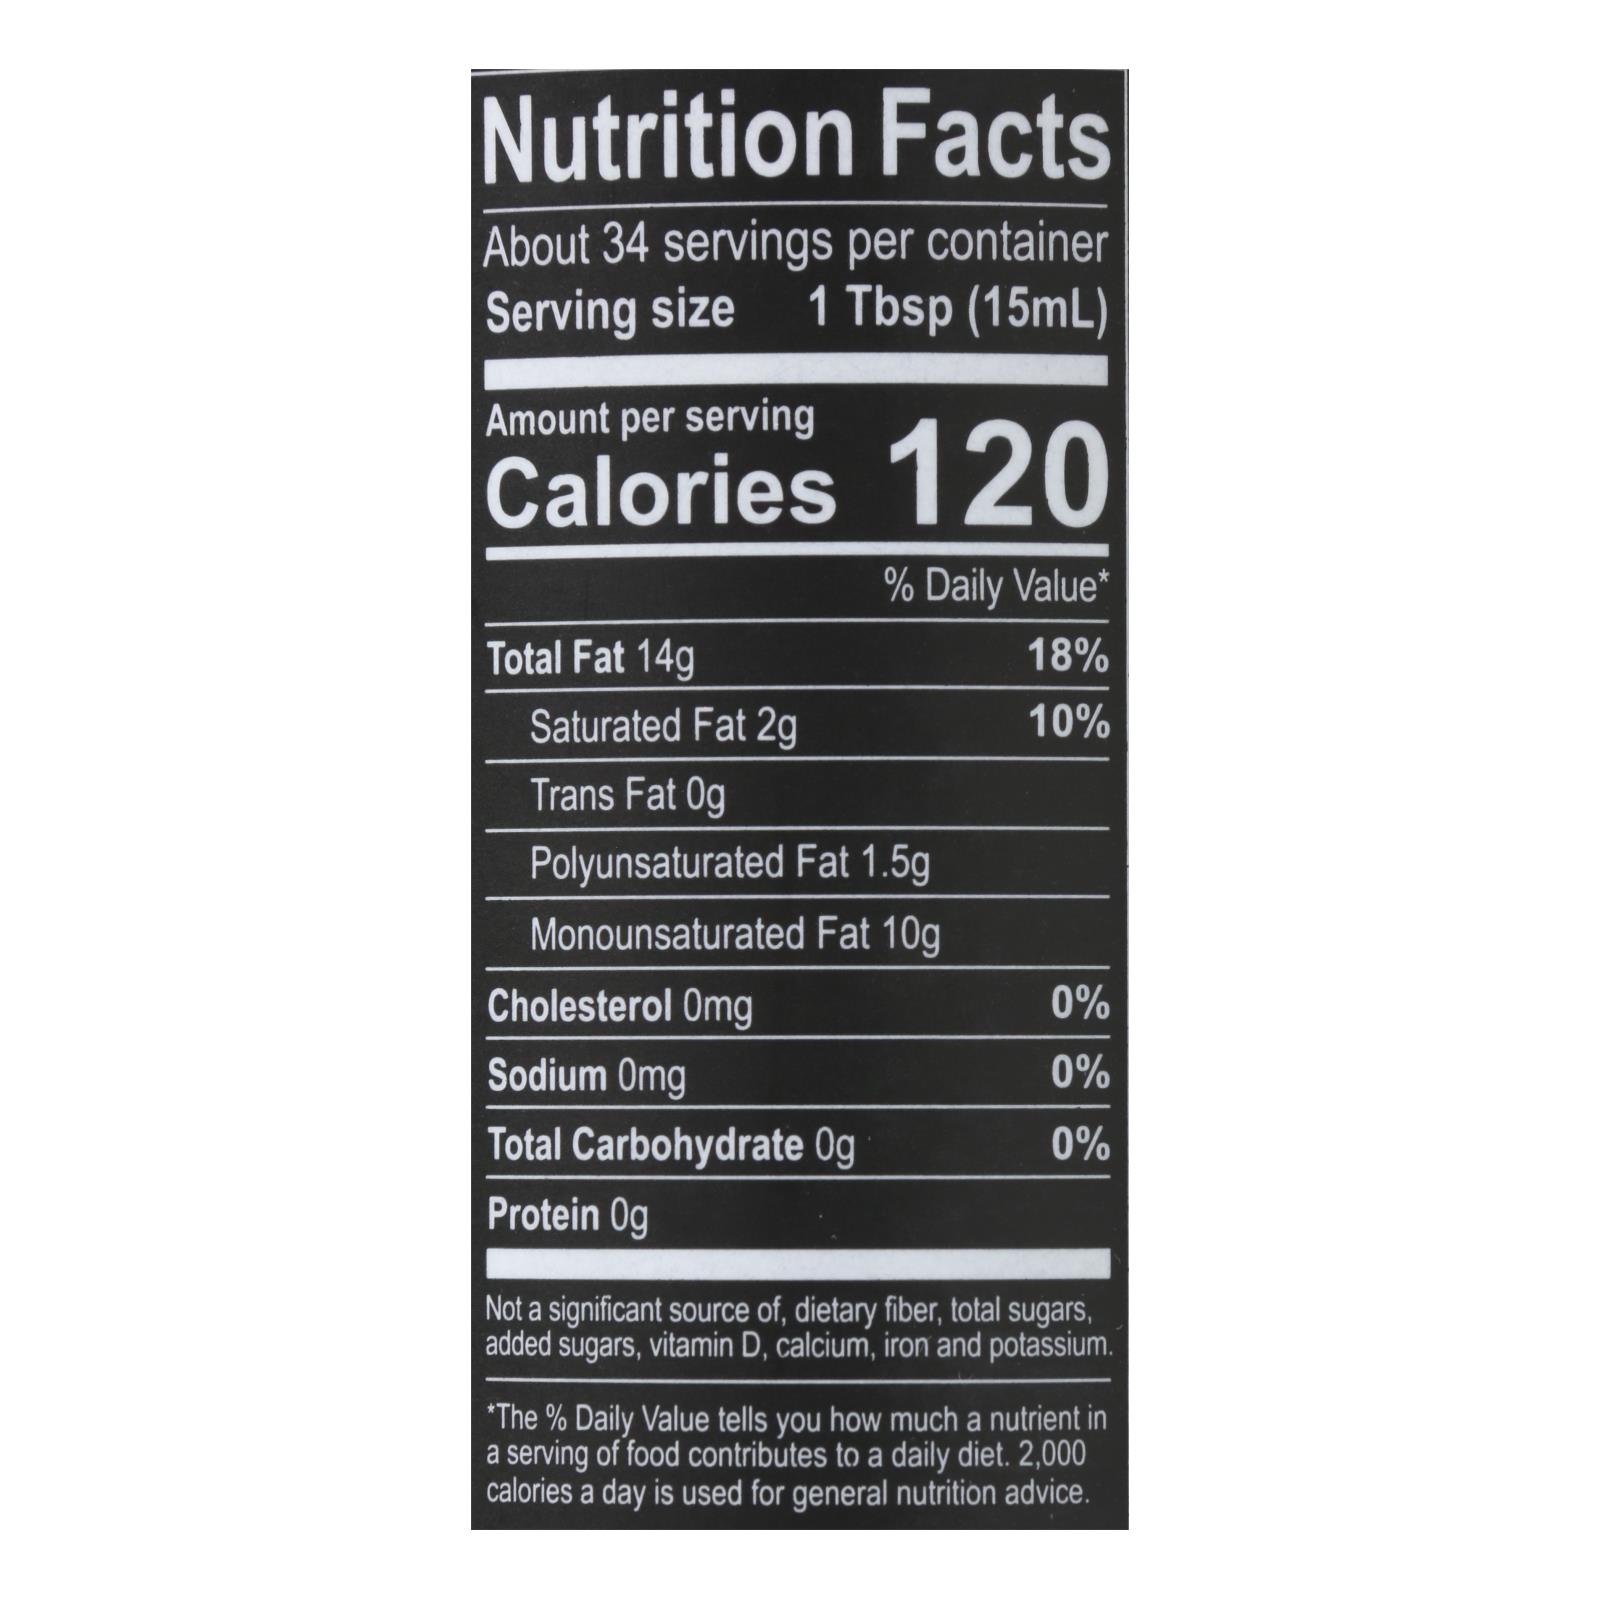 Nutrition Facts
About 34 servings per container
Serving size 1 Tbsp (15mL)
Amount per serving
Calories 120
% Daily Value*
Total Fat 14g 18%
Saturated Fat 2g 10%
Trans Fat 0g
Polyunsaturated Fat 1.5g
Monounsaturated Fat 10g
Cholesterol 0mg 0%
Sodium 0mg 0%
Total Carbohydrate 0g 0%
Protein 0g
Not a significant source of, dietary fiber, total sugars,
added sugars, vitamin D, calcium, iron and potassium.
*The % Daily Value tells you how much a nutrient in
a serving of food contributes to a daily diet. 2,000
calories a day is used for general nutrition advice.